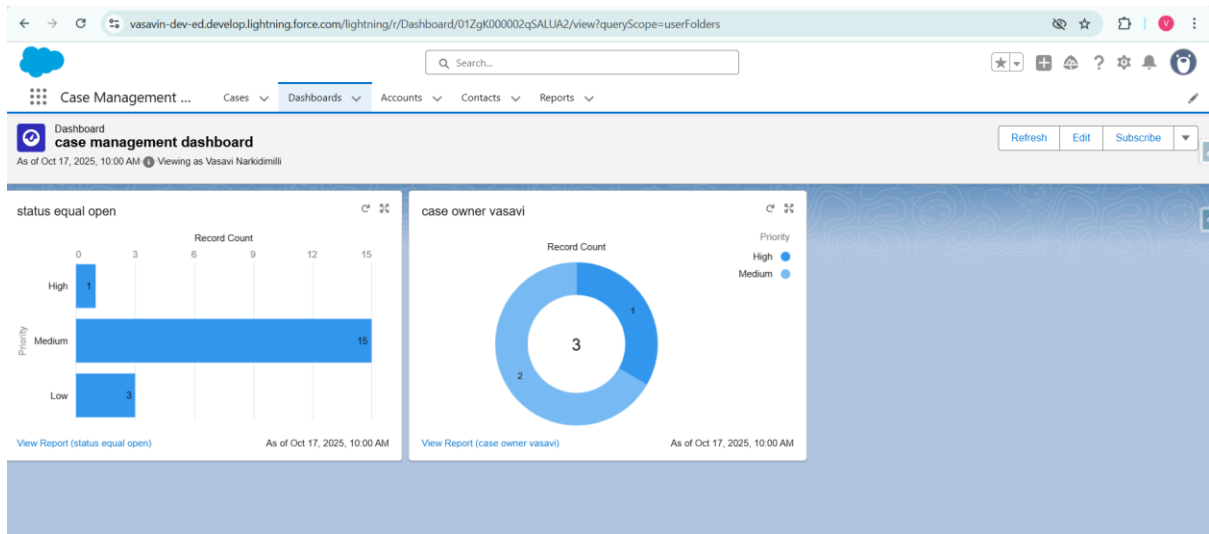 vasavin-dev-ed.develop.lightning.force.com/lightning/r/Dashboard/01ZgK000002qSALUA2/view?queryScope=userFolders
V
Search...
Case Management ... Cases Dashboards Accounts Contacts Reports
Dashboard
case management dashboard
As of Oct 17, 2025, 10:00 AM Viewing as Vasavi Narkidimilli
Refresh Edit Subscribe
status equal open
Record Count
0 3 6 9 12 15
Priority
High 1
Medium 15
Low 3
View Report (status equal open) As of Oct 17, 2025, 10:00 AM
case owner vasavi
Record Count
Priority
High
Medium
1
3
2
View Report (case owner vasavi) As of Oct 17, 2025, 10:00 AM